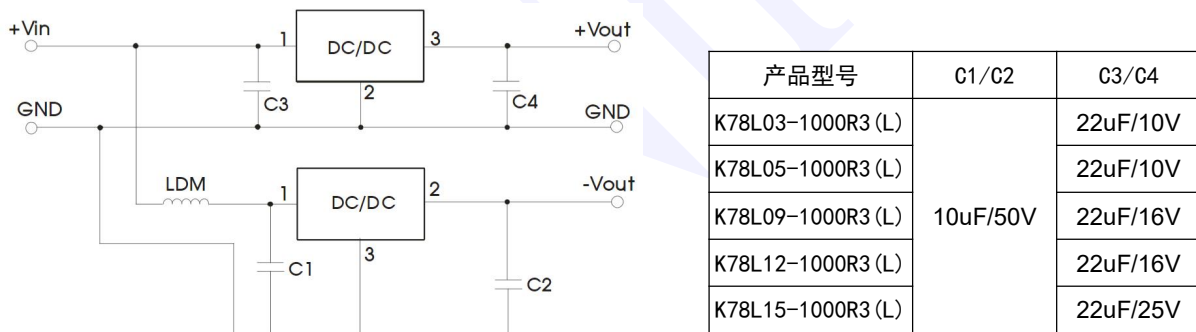 +Vin
1
DC/DC
3
+Vout
C3
2
C4
GND
GND
LDM
1
DC/DC
2
-Vout
3
C1
C2
产品型号 C1/C2 C3/C4
K78L03-1000R3(L) 22uF/10V
K78L05-1000R3(L) 22uF/10V
K78L09-1000R3(L) 10uF/50V 22uF/16V
K78L12-1000R3(L) 22uF/16V
K78L15-1000R3(L) 22uF/25V